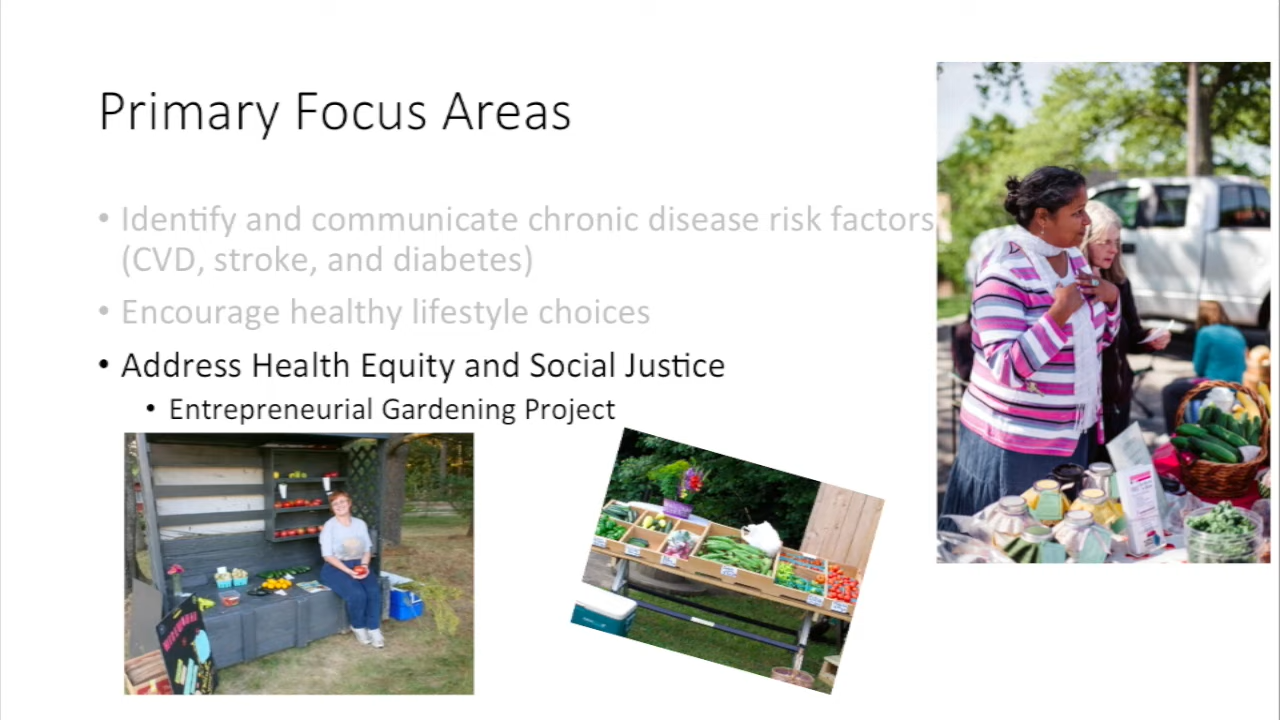 Primary Focus Areas
• Identify and communicate chronic disease risk factors
(CVD, stroke, and diabetes)
• Encourage healthy lifestyle choices
• Address Health Equity and Social Justice
• Entrepreneurial Gardening Project